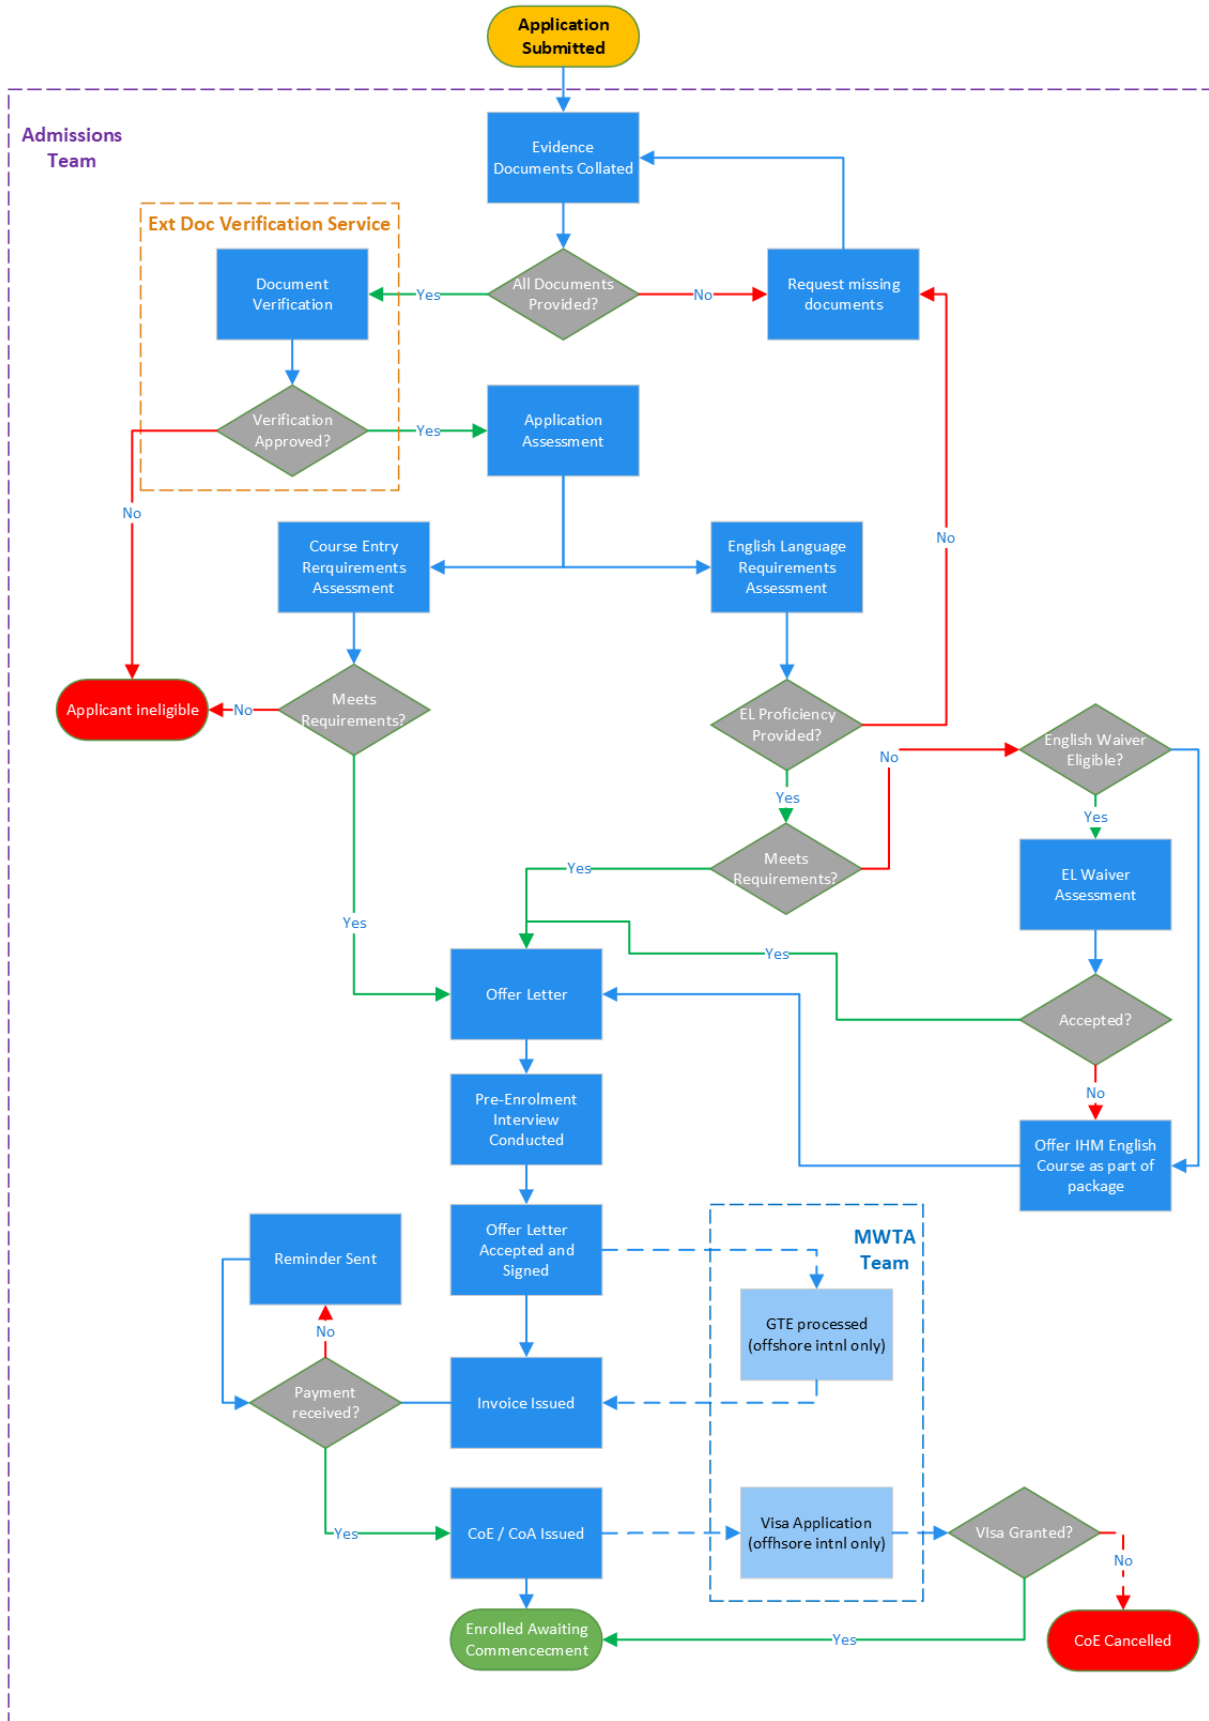 Application
Submitted
Admissions
Team
Evidence
Documents Collated
Ext Doc Verification Service
Document
Verification
Yes
All Documents
Provided?
No
Request missing
documents
Verification
Approved?
Yes
Application
Assessment
No
Course Entry
Rerquirements
Assessment
English Language
Requirements
Assessment
No
Applicant ineligible
No
Meets
Requirements?
EL Proficiency
Provided?
No
English Waiver
Eligible?
Yes
Yes
Meets
Requirements?
Yes
EL Waiver
Assessment
Yes
Yes
Offer Letter
Accepted?
No
Pre-Enrolment
Interview
Conducted
Offer IHM English
Course as part of
package
Reminder Sent
Offer Letter
Accepted and
Signed
MWTA
Team
GTE processed
(offshore intnl only)
No
Payment
received?
Invoice Issued
Yes
CoE / CoA Issued
Visa Application
(offhsore intnl only)
VIsa Granted?
No
Enrolled Awaiting
Commencecment
Yes
CoE Cancelled